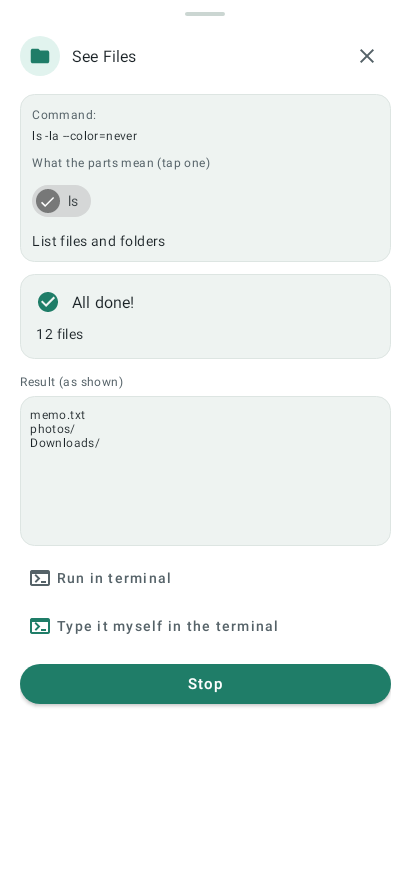 See Files
Command:
ls -la --color=never
What the parts mean (tap one)
ls
List files and folders
All done!
12 files
Result (as shown)
memo.txt
photos/
Downloads/
Run in terminal
Type it myself in the terminal
Stop